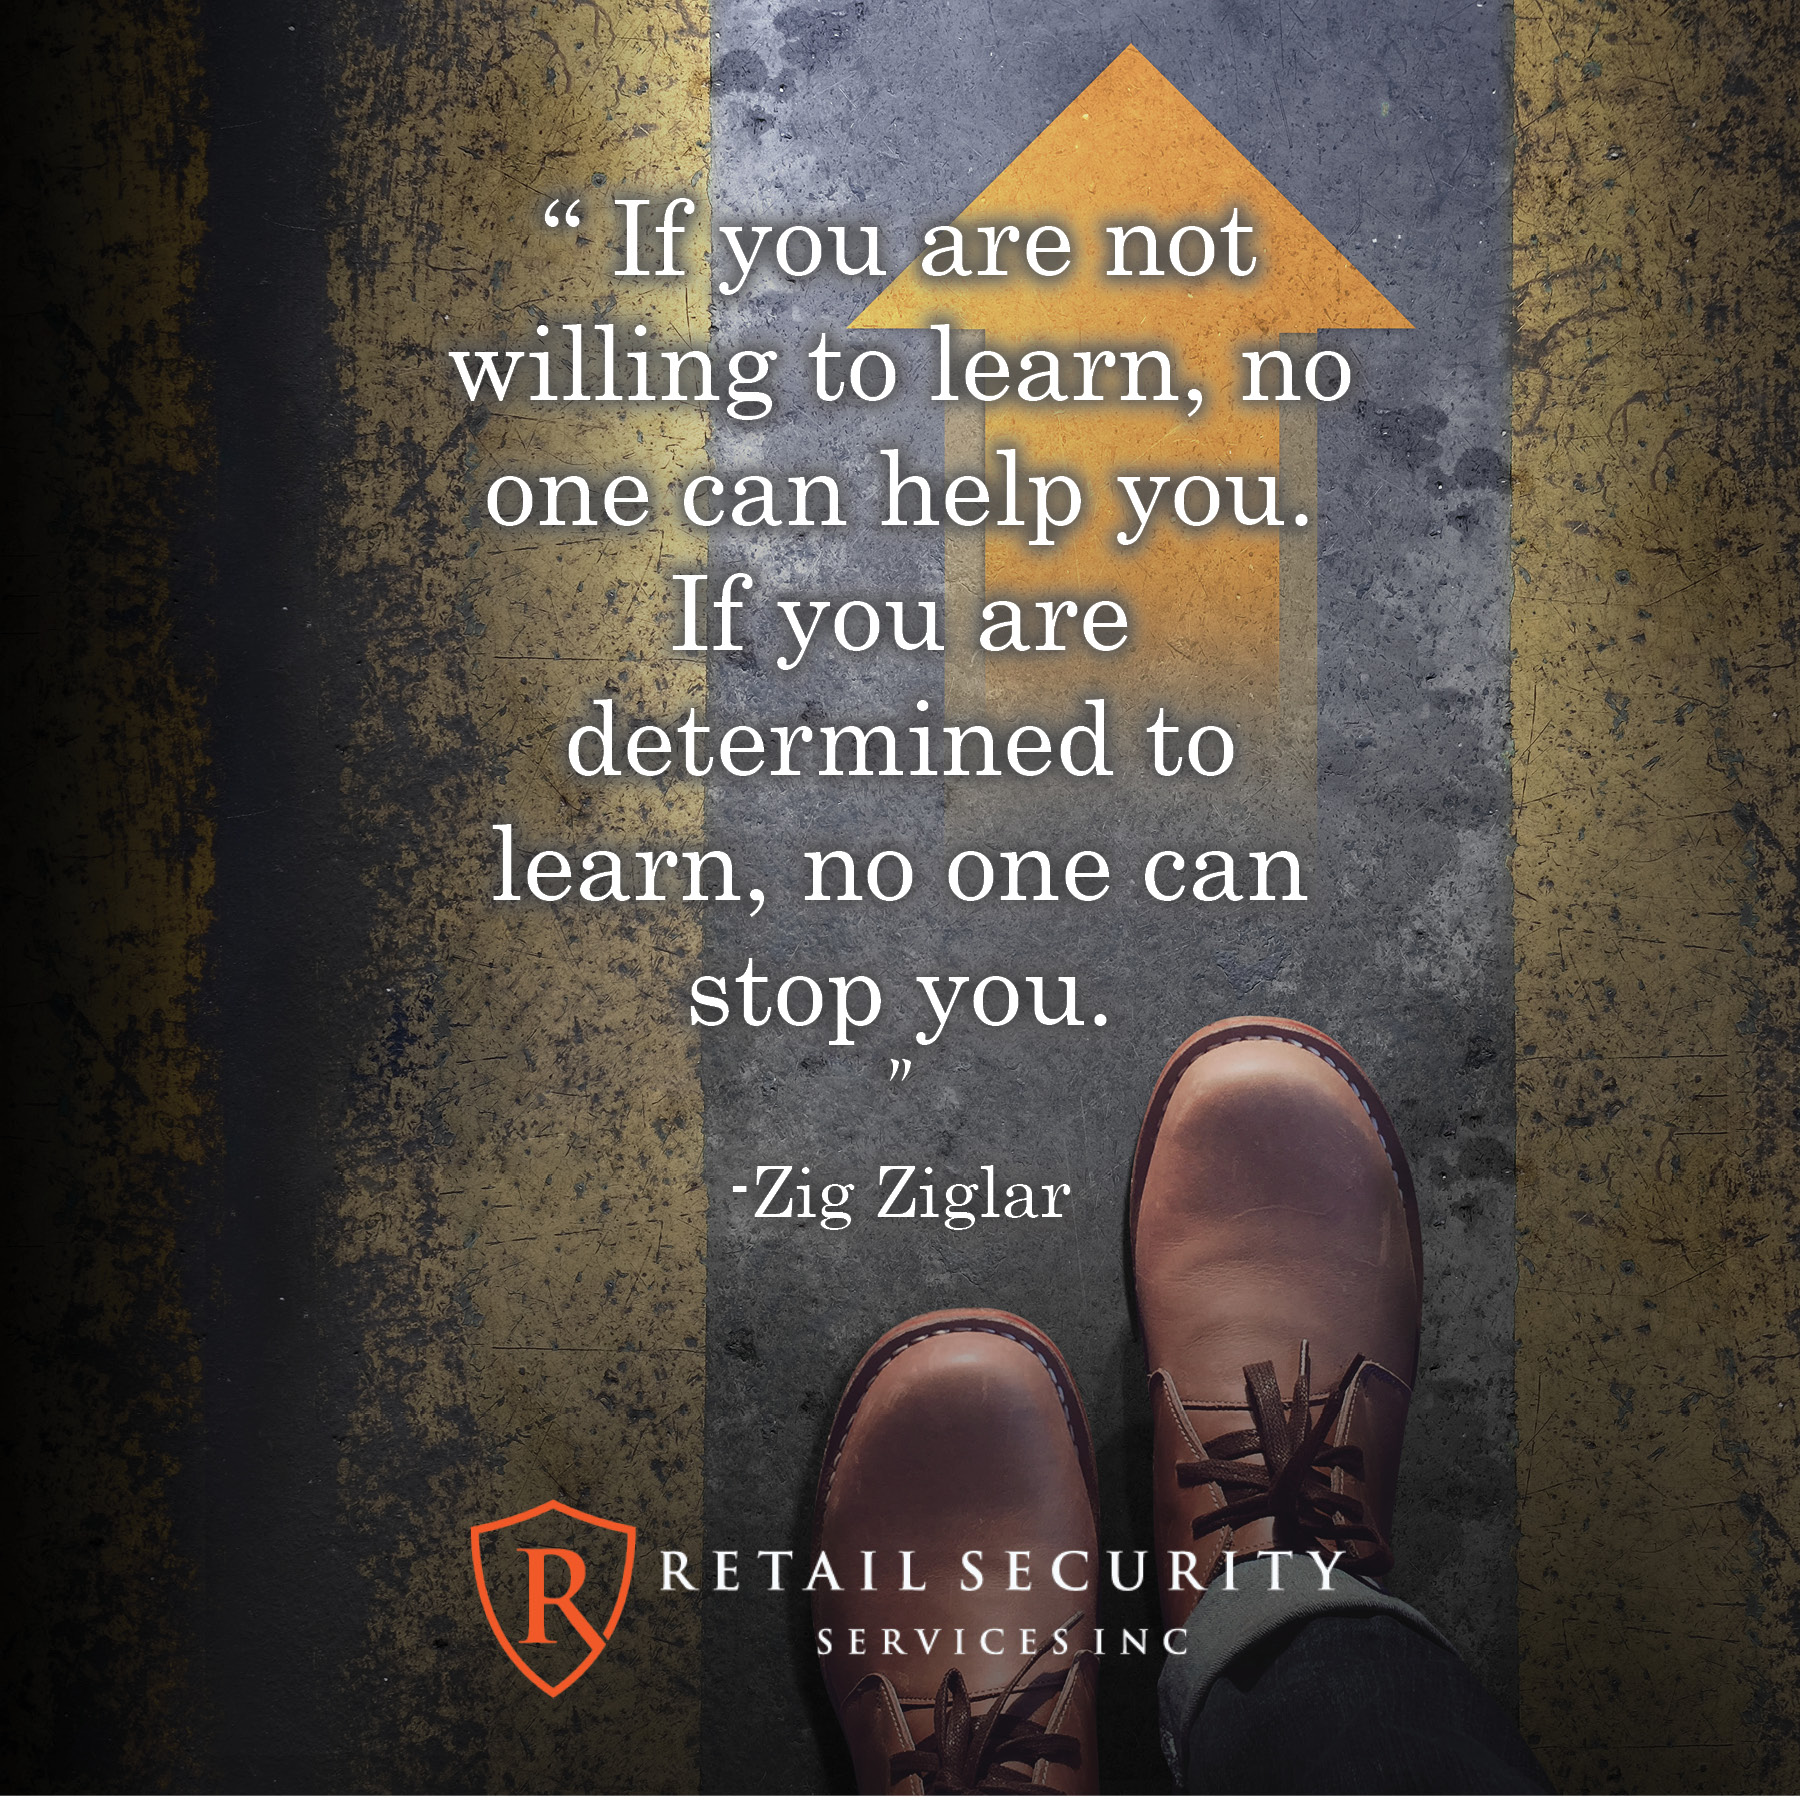 “ If you are not
willing to learn, no
one can help you.
If you are
determined to
learn, no one can
stop you.
”
-Zig Ziglar
R RETAIL SECURITY
SERVICES INC